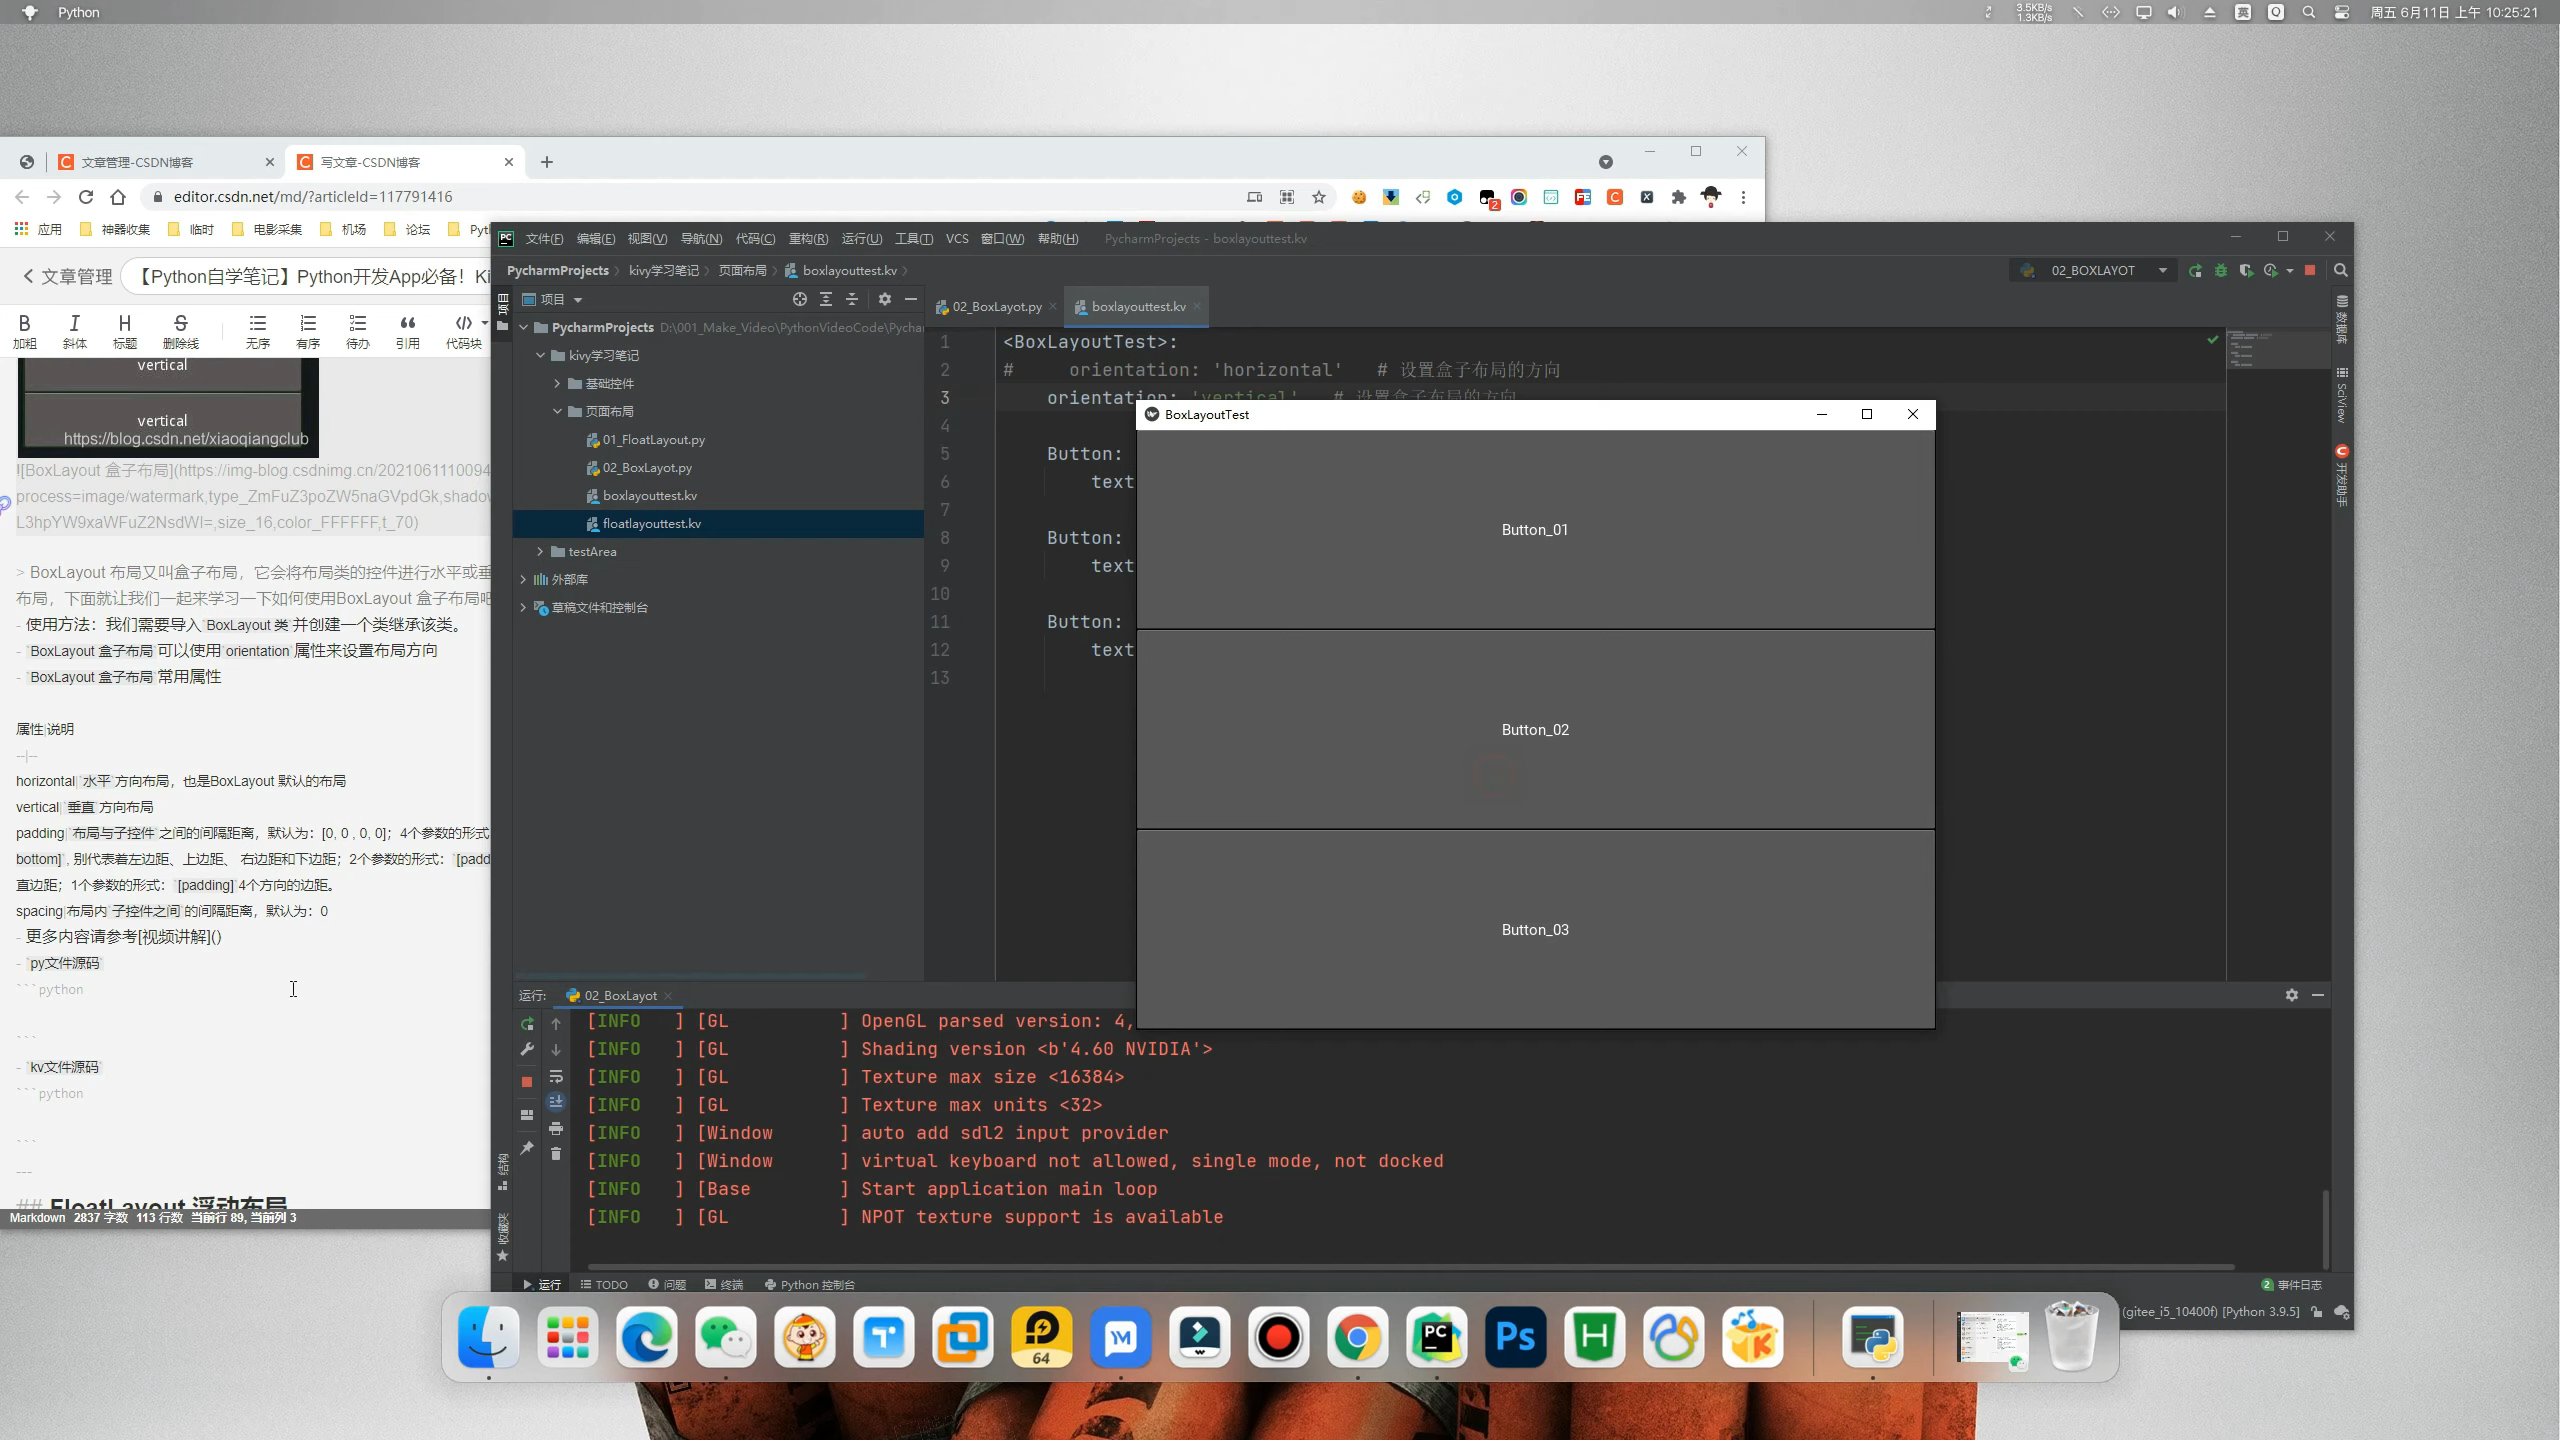 Python
3.5KB/s
1.3KB/s
英
周五 6月11日 上午 10:25:21
文章管理-CSDN博客
写文章-CSDN博客
editor.csdn.net/md/?articleId=117791416
应用 神器收集 临时 电影采集 机场 论坛
文章管理
【Python自学笔记】Python开发App必备！Ki
B I H S
加粗 斜体 标题 删除线 无序 有序 待办 引用 代码块
vertical
vertical
https://blog.csdn.net/xiaoqiangclub
![BoxLayout 盒子布局](https://img-blog.csdnimg.cn/20210611110094
process=image/watermark,type_ZmFuZ3poZW5naGVpdGk,shadow
L3hpYW9xaWFuZ2NsdWI=,size_16,color_FFFFFF,t_70)
> BoxLayout 布局又叫盒子布局，它会将布局类的控件进行水平或垂
布局，下面就让我们一起来学习一下如何使用BoxLayout 盒子布局吧
- 使用方法：我们需要导入`BoxLayout 类`并创建一个类继承该类。
- `BoxLayout 盒子布局`可以使用`orientation`属性来设置布局方向
- `BoxLayout 盒子布局`常用属性
属性|说明
--|--
horizontal|`水平`方向布局，也是BoxLayout 默认的布局
vertical|`垂直`方向布局
padding|`布局与子控件`之间的间隔距离，默认为：[0, 0 , 0, 0]；4个参数的形式
bottom]`, 别代表着左边距、上边距、 右边距和下边距；2个参数的形式：`[padd
直边距；1个参数的形式：`[padding]`4个方向的边距。
spacing|布局内`子控件之间`的间隔距离，默认为：0
- 更多内容请参考[视频讲解]()
- `py文件源码`
```python
```
- `kv文件源码`
```python
```
---
## FloatLayout 浮动布局
Markdown 2837 字数 113 行数 当前行 89, 当前列 3
文件(F) 编辑(E) 视图(V) 导航(N) 代码(C) 重构(R) 运行(U) 工具(T) VCS 窗口(W) 帮助(H) PycharmProjects - boxlayouttest.kv
PycharmProjects kivy学习笔记 页面布局 boxlayouttest.kv
02_BOXLAYOT
项目
02_BoxLayot.py
boxlayouttest.kv
PycharmProjects D:\001_Make_Video\PythonVideoCode\Pychar
kivy学习笔记
基础控件
页面布局
01_FloatLayout.py
02_BoxLayot.py
boxlayouttest.kv
floatlayouttest.kv
testArea
外部库
草稿文件和控制台
1 <BoxLayoutTest>:
2 # orientation: 'horizontal' # 设置盒子布局的方向
3 orientation: 'vertical' # 设置盒子布局的方向
4
5 Button:
6 text
7
8 Button:
9 text
10
11 Button:
12 text
13
BoxLayoutTest
Button_01
Button_02
Button_03
项目
数据库
SciView
开发助手
结构
收藏夹
运行: 02_BoxLayot
[INFO ] [GL ] OpenGL parsed version: 4,
[INFO ] [GL ] Shading version <b'4.60 NVIDIA'>
[INFO ] [GL ] Texture max size <16384>
[INFO ] [GL ] Texture max units <32>
[INFO ] [Window ] auto add sdl2 input provider
[INFO ] [Window ] virtual keyboard not allowed, single mode, not docked
[INFO ] [Base ] Start application main loop
[INFO ] [GL ] NPOT texture support is available
运行 TODO 问题 终端 Python 控制台
2 事件日志
(gitee_i5_10400f) [Python 3.9.5]
64
PC
Ps
H